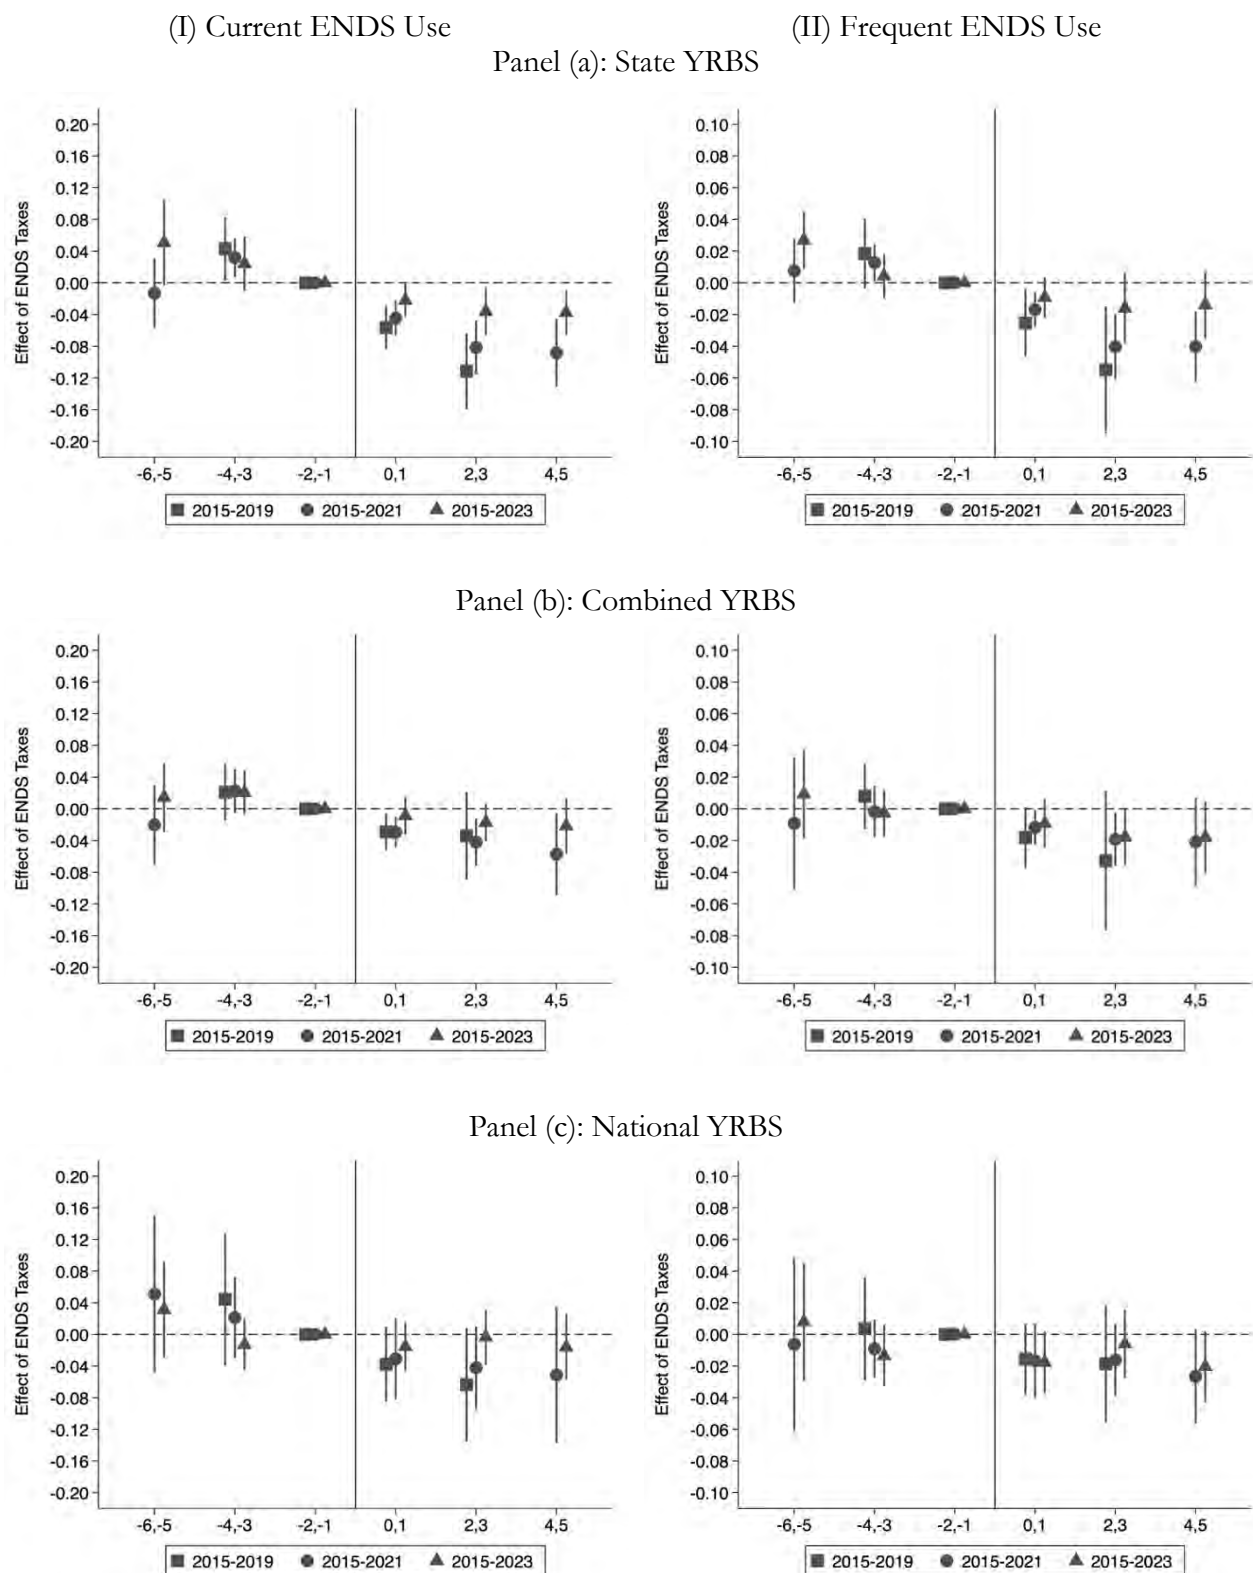 (I) Current ENDS Use
(II) Frequent ENDS Use
Panel (a): State YRBS
Effect of ENDS Taxes
0.20
0.16
0.12
0.08
0.04
0.00
-0.04
-0.08
-0.12
-0.16
-0.20
-6,-5 -4,-3 -2,-1 0,1 2,3 4,5
2015-2019 2015-2021 2015-2023
Effect of ENDS Taxes
0.10
0.08
0.06
0.04
0.02
0.00
-0.02
-0.04
-0.06
-0.08
-0.10
-6,-5 -4,-3 -2,-1 0,1 2,3 4,5
2015-2019 2015-2021 2015-2023
Panel (b): Combined YRBS
Effect of ENDS Taxes
0.20
0.16
0.12
0.08
0.04
0.00
-0.04
-0.08
-0.12
-0.16
-0.20
-6,-5 -4,-3 -2,-1 0,1 2,3 4,5
2015-2019 2015-2021 2015-2023
Effect of ENDS Taxes
0.10
0.08
0.06
0.04
0.02
0.00
-0.02
-0.04
-0.06
-0.08
-0.10
-6,-5 -4,-3 -2,-1 0,1 2,3 4,5
2015-2019 2015-2021 2015-2023
Panel (c): National YRBS
Effect of ENDS Taxes
0.20
0.16
0.12
0.08
0.04
0.00
-0.04
-0.08
-0.12
-0.16
-0.20
-6,-5 -4,-3 -2,-1 0,1 2,3 4,5
2015-2019 2015-2021 2015-2023
Effect of ENDS Taxes
0.10
0.08
0.06
0.04
0.02
0.00
-0.02
-0.04
-0.06
-0.08
-0.10
-6,-5 -4,-3 -2,-1 0,1 2,3 4,5
2015-2019 2015-2021 2015-2023